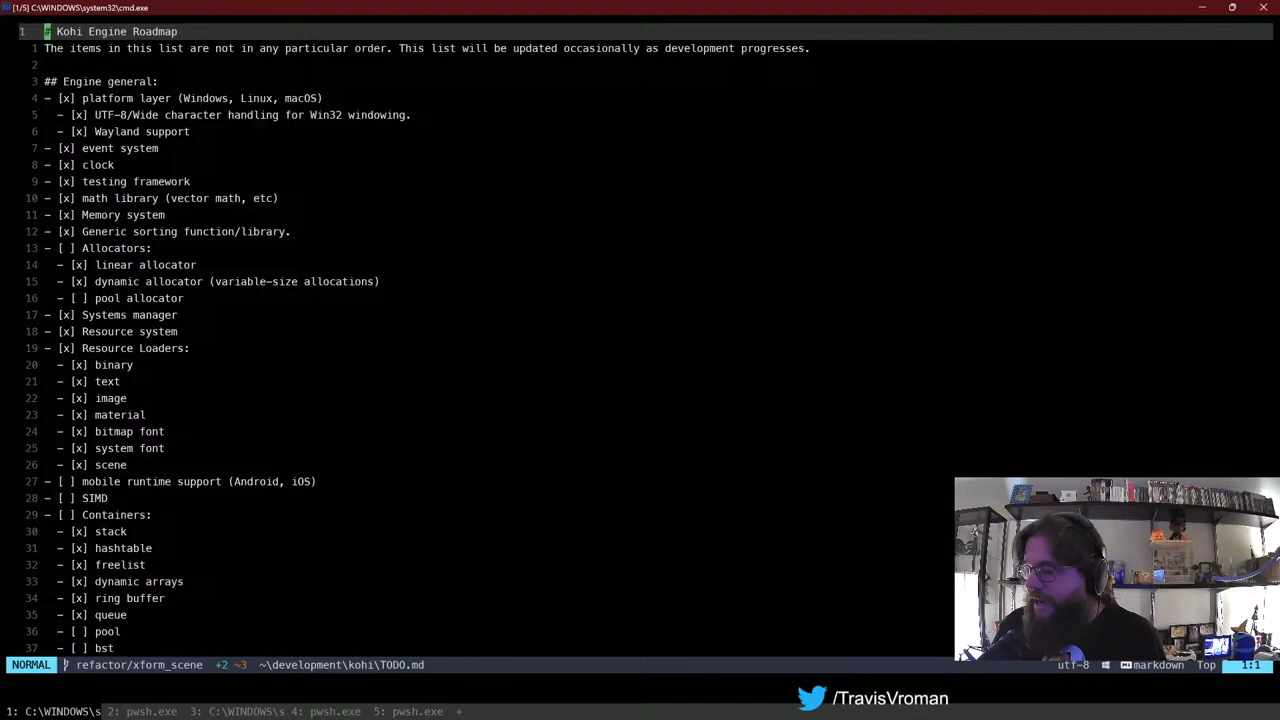 [1/5] C:\WINDOWS\system32\cmd.exe
1 # Kohi Engine Roadmap
1 The items in this list are not in any particular order. This list will be updated occasionally as development progresses.
2
3 ## Engine general:
4 - [x] platform layer (Windows, Linux, macOS)
5 - [x] UTF-8/Wide character handling for Win32 windowing.
6 - [x] Wayland support
7 - [x] event system
8 - [x] clock
9 - [x] testing framework
10 - [x] math library (vector math, etc)
11 - [x] Memory system
12 - [x] Generic sorting function/library.
13 - [ ] Allocators:
14 - [x] linear allocator
15 - [x] dynamic allocator (variable-size allocations)
16 - [ ] pool allocator
17 - [x] Systems manager
18 - [x] Resource system
19 - [x] Resource Loaders:
20 - [x] binary
21 - [x] text
22 - [x] image
23 - [x] material
24 - [x] bitmap font
25 - [x] system font
26 - [x] scene
27 - [ ] mobile runtime support (Android, iOS)
28 - [ ] SIMD
29 - [ ] Containers:
30 - [x] stack
31 - [x] hashtable
32 - [x] freelist
33 - [x] dynamic arrays
34 - [x] ring buffer
35 - [x] queue
36 - [ ] pool
37 - [ ] bst
NORMAL refactor/xform_scene +2 ~3 ~\development\kohi\TODO.md utf-8 markdown Top 1:1
/TravisVroman
1: C:\WINDOWS\s 2: pwsh.exe 3: C:\WINDOWS\s 4: pwsh.exe 5: pwsh.exe +